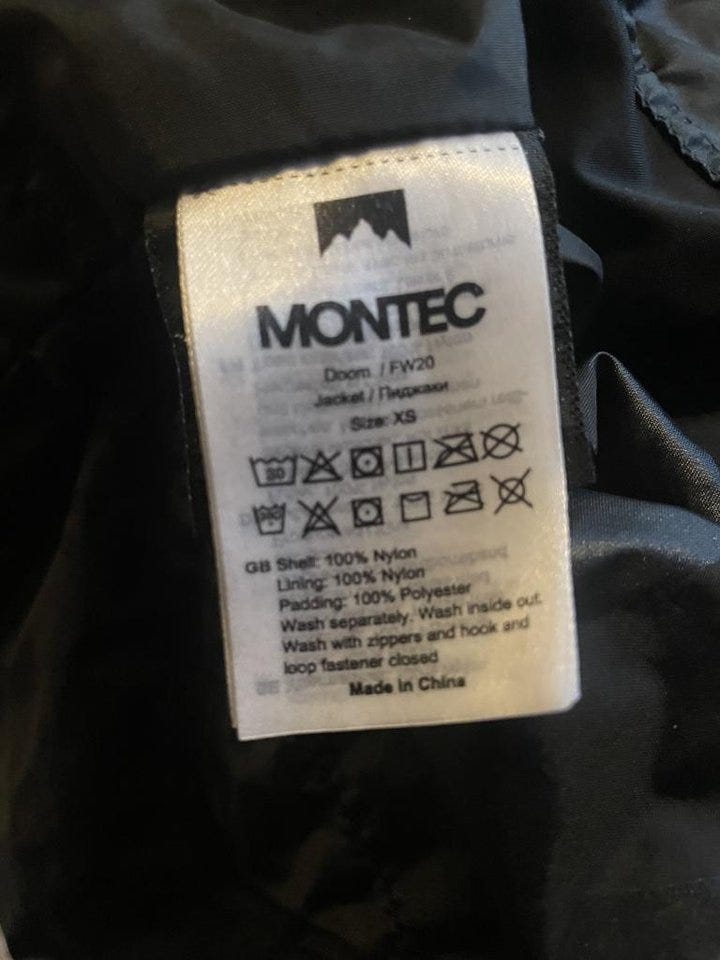 MONTEC
Doom / FW20
Jacket / Пиджаки
Size: XS
30
GB Shell: 100% Nylon
Lining: 100% Nylon
Padding: 100% Polyester
Wash separately. Wash inside out.
Wash with zippers and hook and
loop fastener closed
Made in China